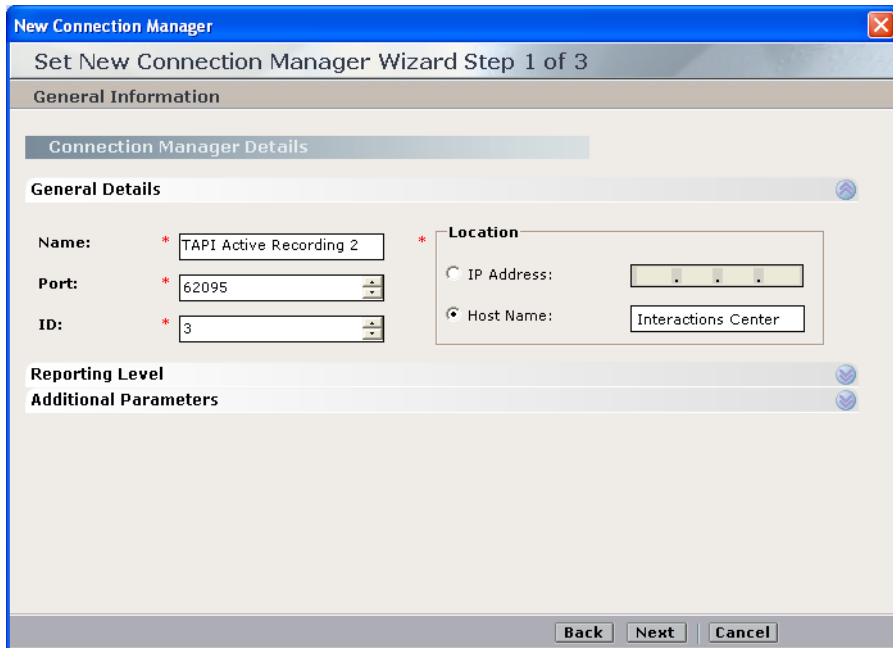 New Connection Manager
Set New Connection Manager Wizard Step 1 of 3
General Information
Connection Manager Details
General Details
Name: * TAPI Active Recording 2
Port: * 62095
ID: * 3
* Location
IP Address: . . .
Host Name: Interactions Center
Reporting Level
Additional Parameters
Back Next Cancel